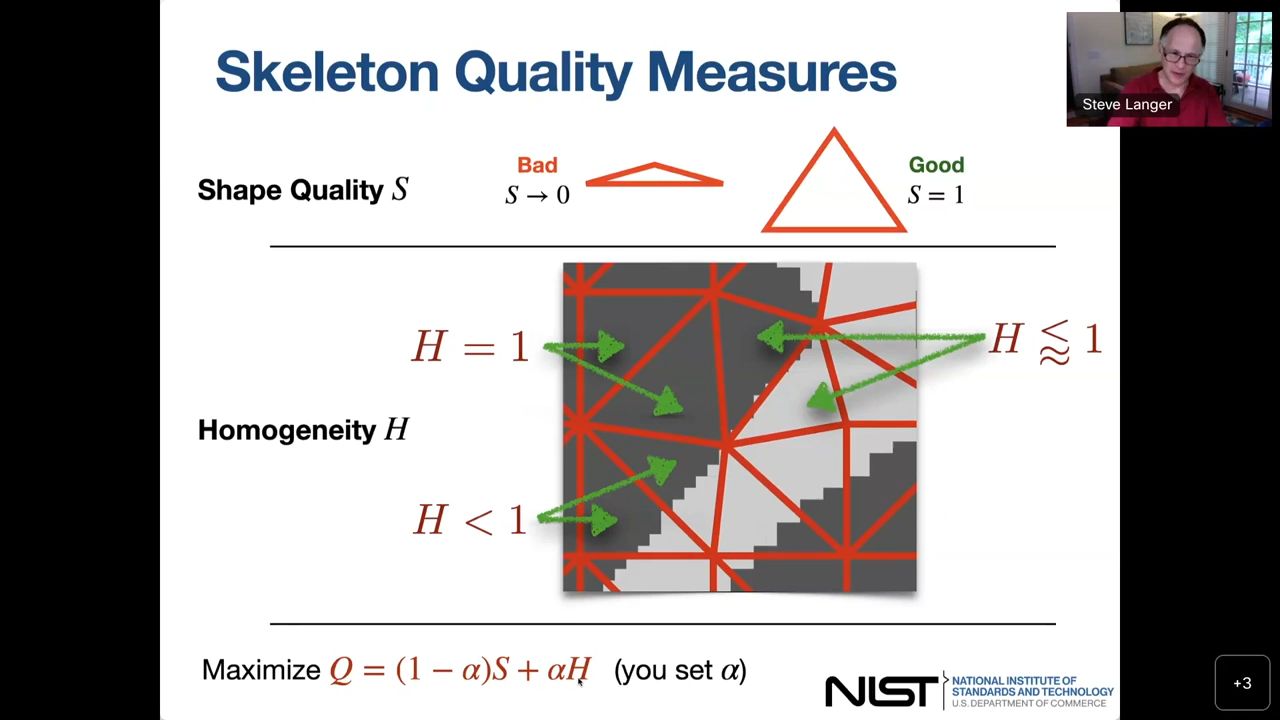 Skeleton Quality Measures
Steve Langer
Bad
S → 0
Good
S = 1
Shape Quality S
H = 1
H ⪅ 1
Homogeneity H
H < 1
Maximize Q = (1 − α)S + αH (you set α)
NIST
NATIONAL INSTITUTE OF
STANDARDS AND TECHNOLOGY
U.S. DEPARTMENT OF COMMERCE
+3